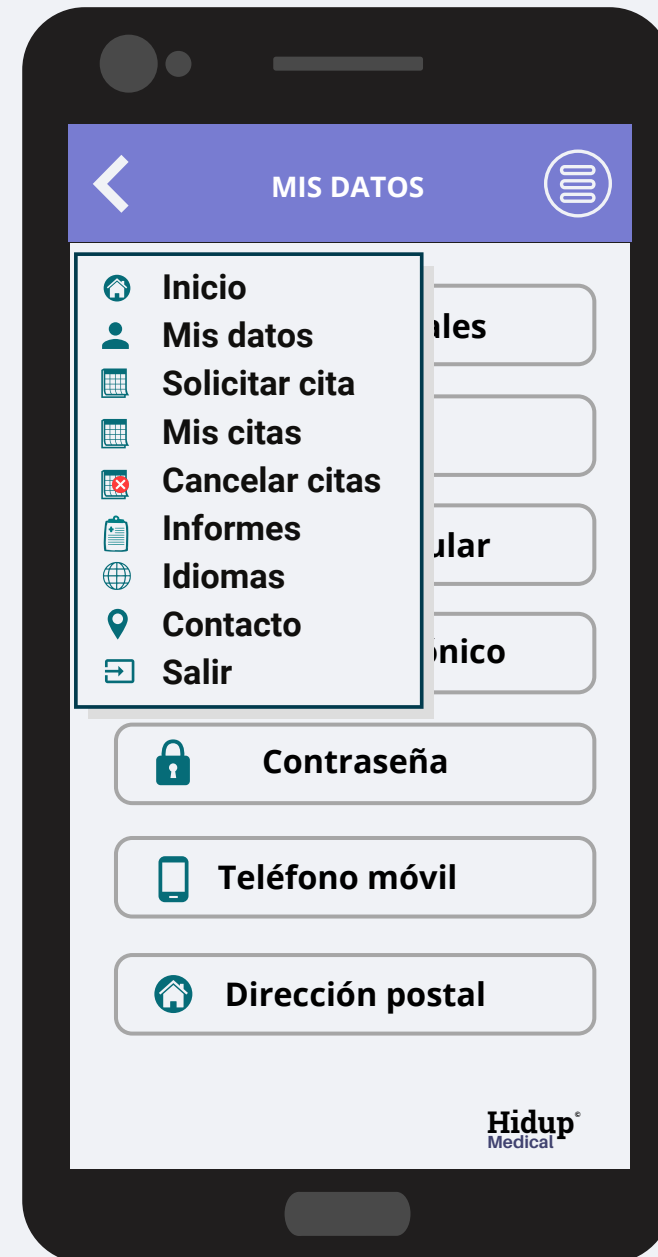 MIS DATOS
Inicio
Mis datos
Solicitar cita
Mis citas
Cancelar citas
Informes
Idiomas
Contacto
Salir
ales
ular
nico
Contraseña
Teléfono móvil
Dirección postal
Hidup©
Medical